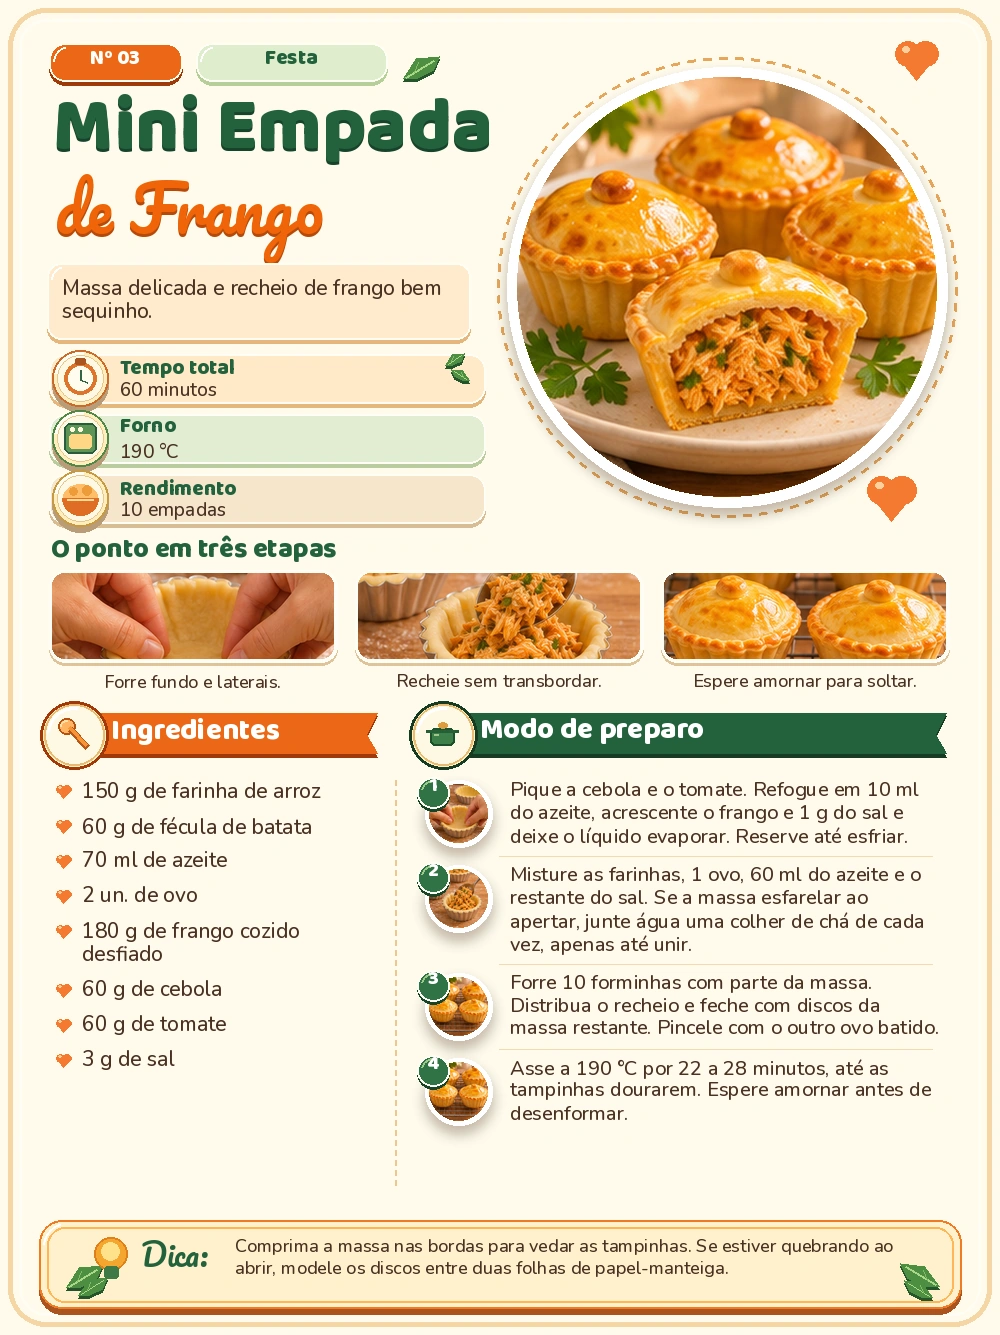 Nº 03
Festa
Mini Empada
de Frango
Massa delicada e recheio de frango bem
sequinho.
Tempo total
60 minutos
Forno
190 °C
Rendimento
10 empadas
O ponto em três etapas
Forre fundo e laterais.
Recheie sem transbordar.
Espere amornar para soltar.
Ingredientes
150 g de farinha de arroz
60 g de fécula de batata
70 ml de azeite
2 un. de ovo
180 g de frango cozido
desfiado
60 g de cebola
60 g de tomate
3 g de sal
Modo de preparo
1
Pique a cebola e o tomate. Refogue em 10 ml
do azeite, acrescente o frango e 1 g do sal e
deixe o líquido evaporar. Reserve até esfriar.
2
Misture as farinhas, 1 ovo, 60 ml do azeite e o
restante do sal. Se a massa esfarelar ao
apertar, junte água uma colher de chá de cada
vez, apenas até unir.
3
Forre 10 forminhas com parte da massa.
Distribua o recheio e feche com discos da
massa restante. Pincele com o outro ovo batido.
4
Asse a 190 °C por 22 a 28 minutos, até as
tampinhas dourarem. Espere amornar antes de
desenformar.
Dica:
Comprima a massa nas bordas para vedar as tampinhas. Se estiver quebrando ao
abrir, modele os discos entre duas folhas de papel-manteiga.